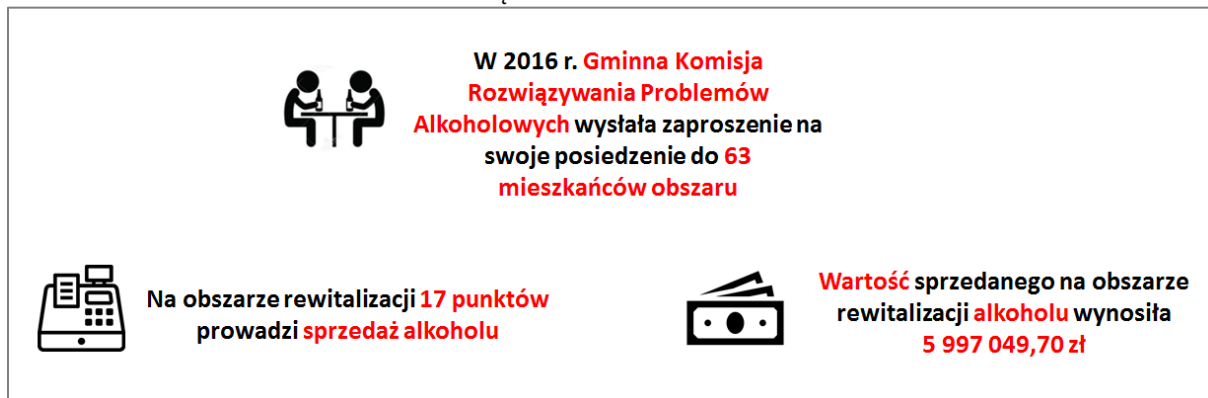 W 2016 r. Gminna Komisja
Rozwiązywania Problemów
Alkoholowych wysłała zaproszenie na
swoje posiedzenie do 63
mieszkańców obszaru
Na obszarze rewitalizacji 17 punktów
prowadzi sprzedaż alkoholu
Wartość sprzedanego na obszarze
rewitalizacji alkoholu wynosiła
5 997 049,70 zł